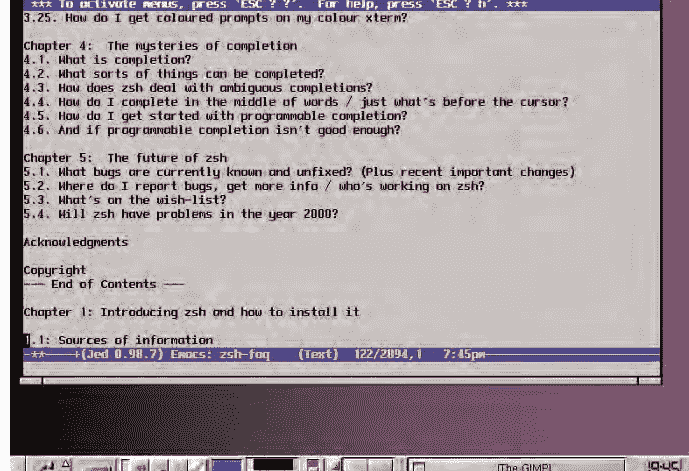 *** To activate menus, press `ESC ? ?'.  For help, press `ESC ? h'. ***
3.25. How do I get coloured prompts on my colour xterm?
Chapter 4:  The mysteries of completion
4.1. What is completion?
4.2. What sorts of things can be completed?
4.3. How does zsh deal with ambiguous completions?
4.4. How do I complete in the middle of words / just what's before the cursor?
4.5. How do I get started with programmable completion?
4.6. And if programmable completion isn't good enough?
Chapter 5:  The future of zsh
5.1. What bugs are currently known and unfixed? (Plus recent important changes)
5.2. Where do I report bugs, get more info / who's working on zsh?
5.3. What's on the wish-list?
5.4. Will zsh have problems in the year 2000?
Acknowledgments
Copyright
--- End of Contents ---
Chapter 1: Introducing zsh and how to install it
1.1: Sources of information
-**-----+(Jed 0.98.7) Emacs: zsh-faq    (Text)  122/2094,1   7:45pm
The GIMP
19:45